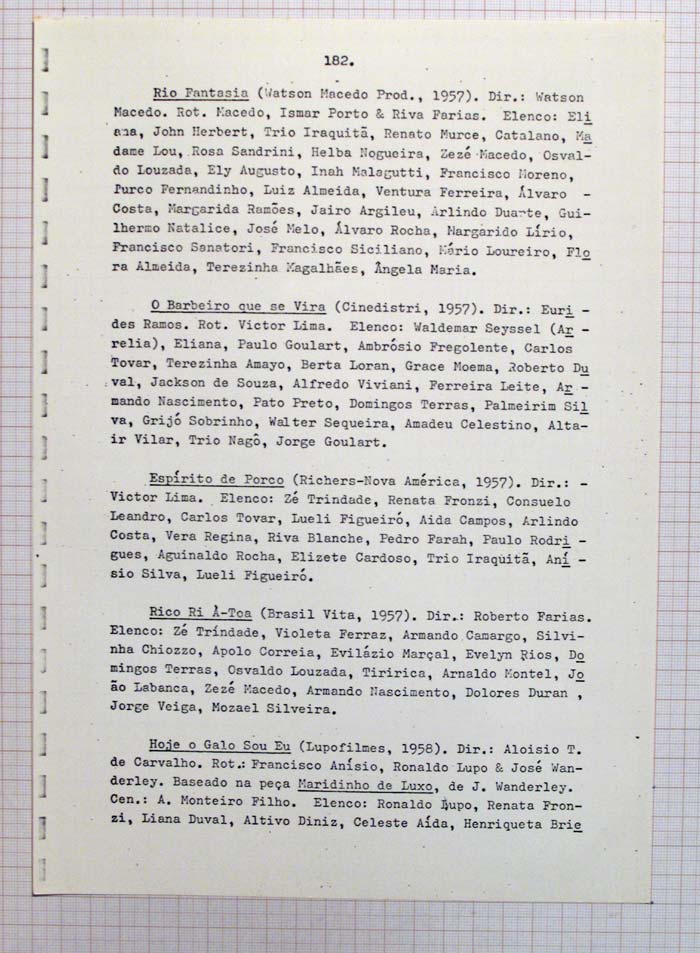 182.
Rio Fantasia (Watson Macedo Prod., 1957). Dir.: Watson
Macedo. Rot. Macedo, Ismar Porto & Riva Farias. Elenco: Eli
ana, John Herbert, Trio Iraquitã, Renato Murce, Catalano, Ma
dame Lou, Rosa Sandrini, Helba Nogueira, Zezé Macedo, Osval-
do Louzada, Ely Augusto, Inah Malagutti, Francisco Moreno,
Purco Fernandinho, Luiz Almeida, Ventura Ferreira, Álvaro -
Costa, Margarida Ramões, Jairo Argileu, Arlindo Duarte, Gui-
lhermo Natalice, José Melo, Álvaro Rocha, Margarido Lírio,
Francisco Senatori, Francisco Siciliano, Mário Loureiro, Flo
ra Almeida, Terezinha Magalhães, Ângela Maria.
O Barbeiro que se Vira (Cinedistri, 1957). Dir.: Euri -
des Ramos. Rot. Victor Lima. Elenco: Waldemar Seyssel (Ar -
relia), Eliana, Paulo Goulart, Ambrósio Fregolente, Carlos
Tovar, Terezinha Amayo, Berta Loran, Grace Moema, Roberto Du
val, Jackson de Souza, Alfredo Viviani, Ferreira Leite, Ar -
mando Nascimento, Pato Preto, Domingos Terras, Palmeirim Sil
va, Grijó Sobrinho, Walter Sequeira, Amadeu Celestino, Alta-
ir Vilar, Trio Nagô, Jorge Goulart.
Espírito de Porco (Richers-Nova América, 1957). Dir.: -
Victor Lima. Elenco: Zé Trindade, Renata Fronzi, Consuelo
Leandro, Carlos Tovar, Lueli Figueiró, Aida Campos, Arlindo
Costa, Vera Regina, Riva Blanche, Pedro Farah, Paulo Rodri -
gues, Aguinaldo Rocha, Elizete Cardoso, Trio Iraquitã, Aní -
sio Silva, Lueli Figueiró.
Rico Ri À-Toa (Brasil Vita, 1957). Dir.: Roberto Farias.
Elenco: Zé Tríndade, Violeta Ferraz, Armando Camargo, Silvi-
nha Chiozzo, Apolo Correia, Evilázio Marçal, Evelyn Rios, Do
mingos Terras, Osvaldo Louzada, Tiririca, Arnaldo Montel, Jo
ão Labanca, Zezé Macedo, Armando Nascimento, Dolores Duran ,
Jorge Veiga, Mozael Silveira.
Hoje o Galo Sou Eu (Lupofilmes, 1958). Dir.: Aloisio T.
de Carvalho. Rot.: Francisco Anísio, Ronaldo Lupo & José Wan-
derley. Baseado na peça Maridinho de Luxo, de J. Wanderley.
Cen.: A. Monteiro Filho. Elenco: Ronaldo Lupo, Renata Fron-
zi, Liana Duval, Altivo Diniz, Celeste Aída, Henriqueta Brie